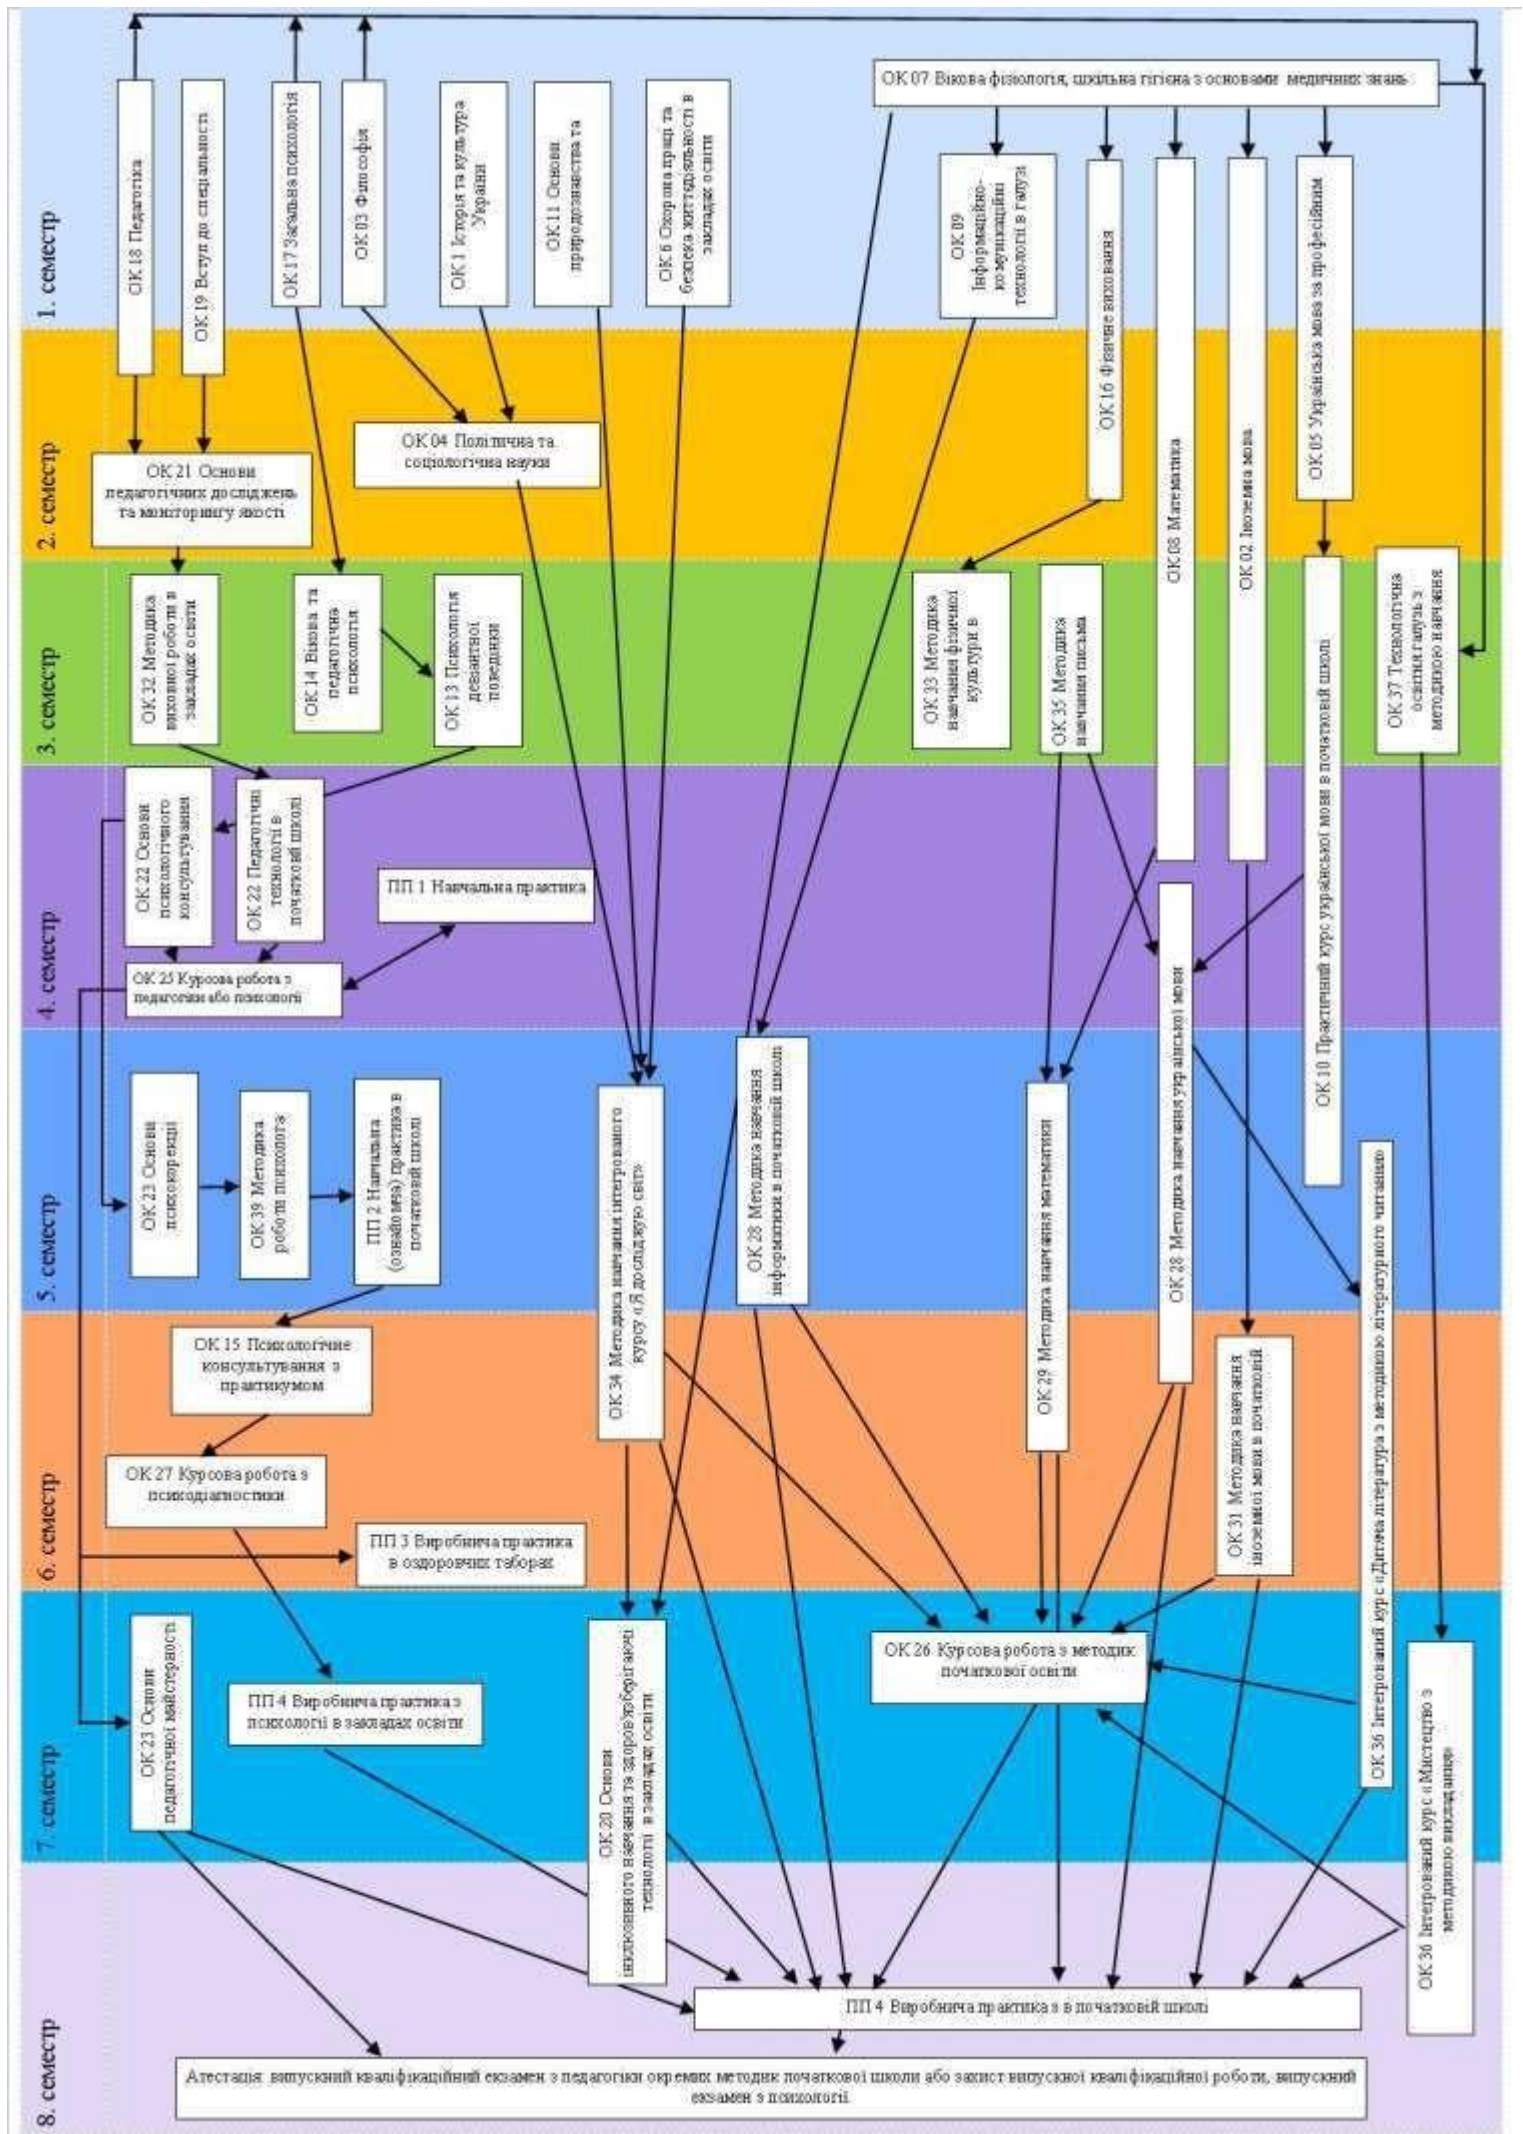 1. семестр
ОК 18 Педагогіка
ОК 19 Вступ до спеціальності
ОК 17 Загальна психологія
ОК 03 Філософія
ОК 1 Історія та культура
України
ОК 11 Основи
природознавства та
ОК 6 Охорона праці та
безпека життєдіяльності в
закладах освіти
ОК 07 Вікова фізіологія, шкільна гігієна з основами медичних знань
ОК 09
Інформаційно-
комунікаційні
технології в галузі
ОК 16 Фізичне виховання
ОК 08 Математика
ОК 02 Іноземна мова
ОК 05 Українська мова за професійним
2. семестр
ОК 21 Основи
педагогічних досліджень
та моніторингу якості
ОК 04 Політична та
соціологічна науки
3. семестр
ОК 32 Методика
виховної роботи в
закладах освіти
ОК 14 Вікова та
педагогічна
психологія
ОК 13 Психологія
девіантної
поведінки
ОК 33 Методика
навчання фізичної
культури в
ОК 35 Методика
навчання письма
ОК 10 Практичний курс української мови в початковій школі
ОК 37 Технологічна
освітня галузь з
методикою навчання
4. семестр
ОК 22 Основи
психологічного
консультування
ОК 22 Педагогічні
технології в
початковій школі
ПП 1 Навчальна практика
ОК 25 Курсова робота з
педагогіки або психології
ОК 28 Методика навчання української мови
5. семестр
ОК 23 Основи
психокорекції
ОК 39 Методика
роботи психолога
ПП 2 Навчальна
(ознайомча) практика в
початковій школі
ОК 34 Методика навчання інтегрованого
курсу «Я досліджую світ»
ОК 28 Методика навчання
інформатики в початковій школі
ОК 29 Методика навчання математики
ОК 36 Інтегрований курс «Дитяча література з методикою літературного читання»
6. семестр
ОК 15 Психологічне
консультування з
практикумом
ОК 27 Курсова робота з
психодіагностики
ПП 3 Виробнича практика
в оздоровчих таборах
ОК 31 Методика навчання
іноземної мови в початковій
7. семестр
ОК 23 Основи
педагогічної майстерності
ПП 4 Виробнича практика з
психології в закладах освіти
ОК 20 Основи
інклюзивного навчання та здоров'язберігаючі
технології в закладах освіти
ОК 26 Курсова робота з методик
початкової освіти
ОК 36 Інтегрований курс «Мистецтво з
методикою викладання»
8. семестр
ПП 4 Виробнича практика з в початковій школі
Атестація: випускний кваліфікаційний екзамен з педагогіки окремих методик початкової школи або захист випускної кваліфікаційної роботи, випускний
екзамен з психології